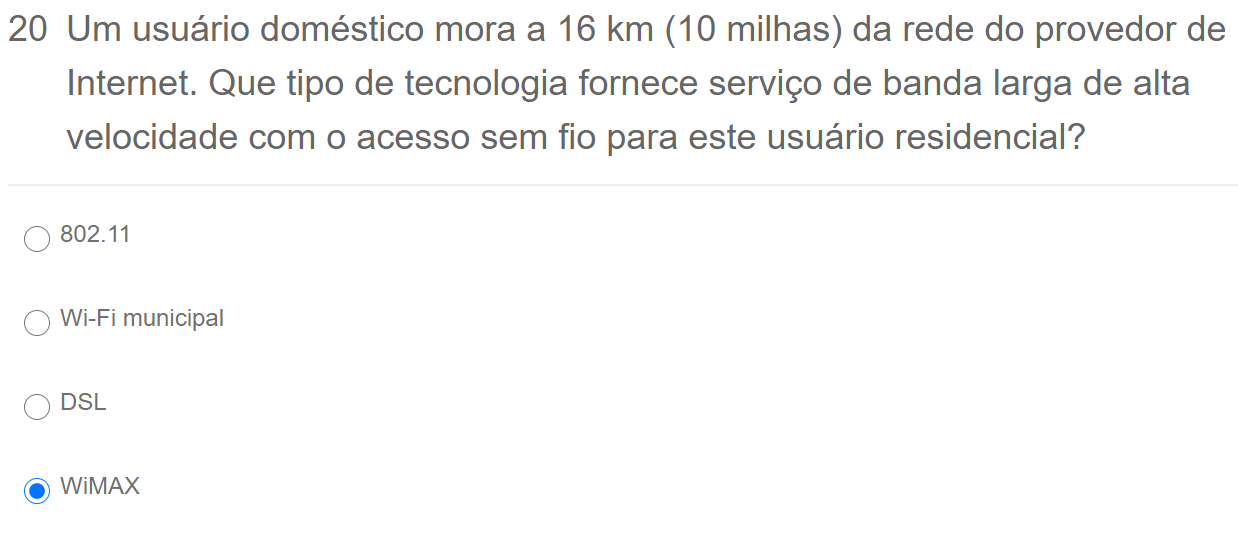 20 Um usuário doméstico mora a 16 km (10 milhas) da rede do provedor de
Internet. Que tipo de tecnologia fornece serviço de banda larga de alta
velocidade com o acesso sem fio para este usuário residencial?
802.11
Wi-Fi municipal
DSL
WiMAX